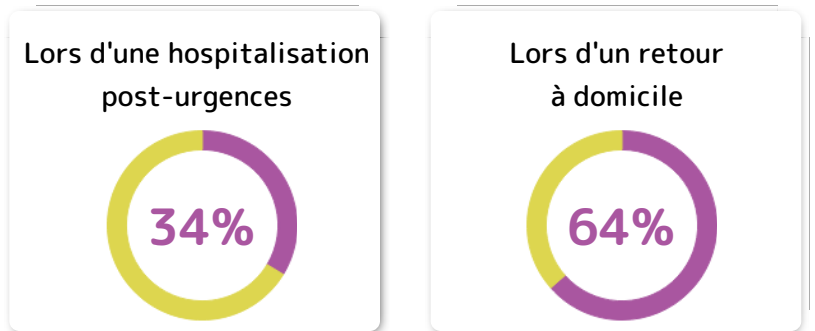 Lors d'une hospitalisation
post-urgences
34%
Lors d'un retour
à domicile
64%